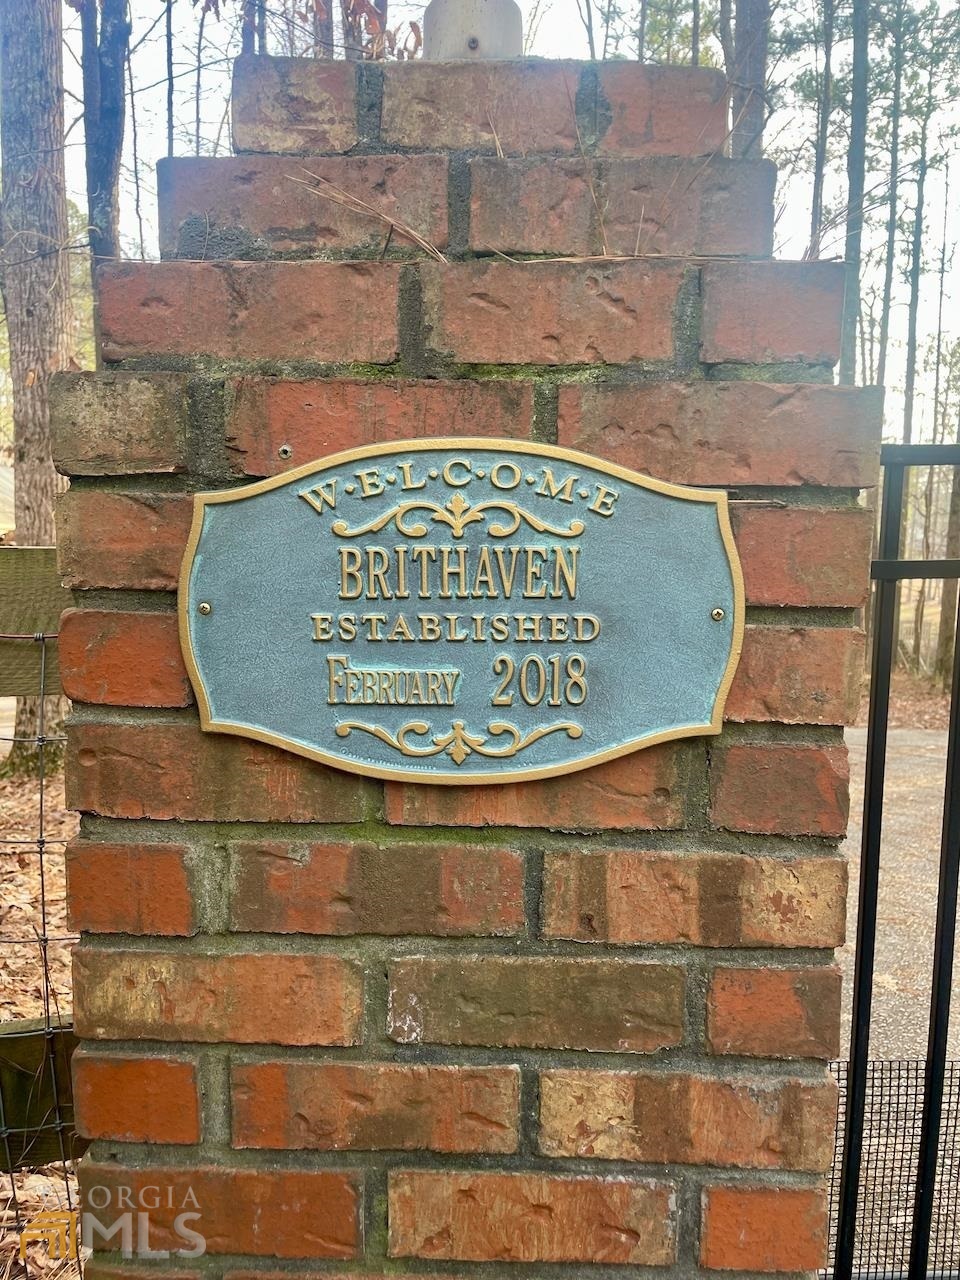 W·E·L·C·O·M·E
BRITHAVEN
ESTABLISHED
FEBRUARY 2018
GEORGIA
MLS